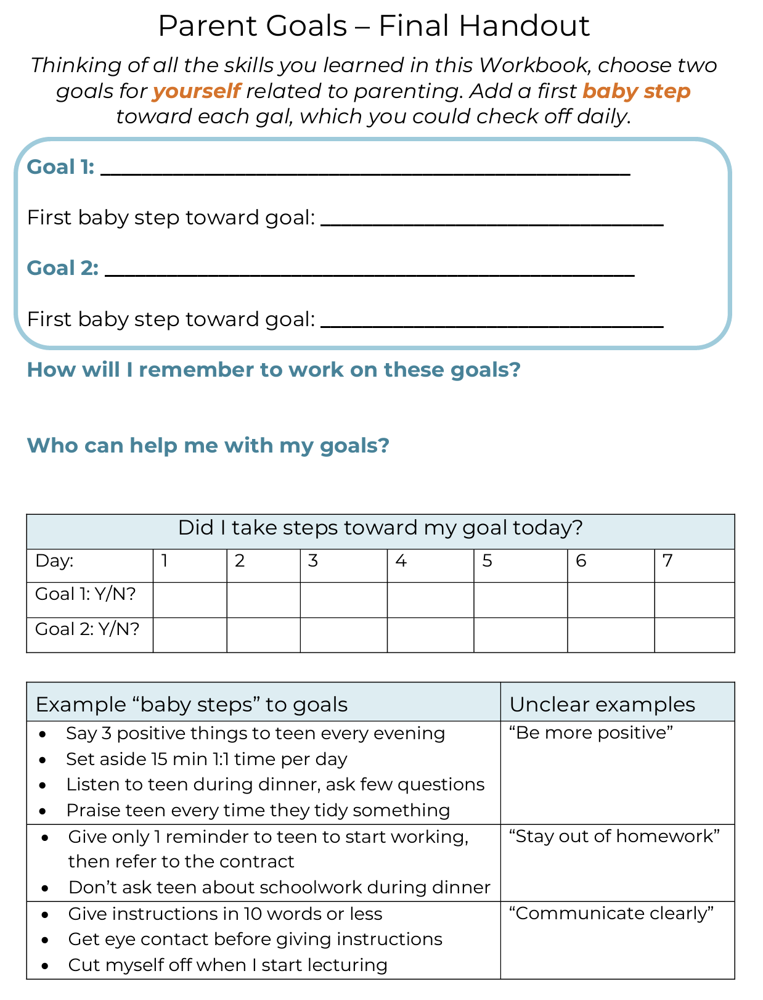 Parent Goals – Final Handout
Thinking of all the skills you learned in this Workbook, choose two
goals for yourself related to parenting. Add a first baby step
toward each gal, which you could check off daily.
Goal 1: ____________________________________________________
First baby step toward goal: __________________________________
Goal 2: ____________________________________________________
First baby step toward goal: __________________________________
How will I remember to work on these goals?
Who can help me with my goals?
Did I take steps toward my goal today?
Day: 1 2 3 4 5 6 7
Goal 1: Y/N?
Goal 2: Y/N?
Example “baby steps” to goals Unclear examples
• Say 3 positive things to teen every evening “Be more positive”
• Set aside 15 min 1:1 time per day
• Listen to teen during dinner, ask few questions
• Praise teen every time they tidy something
• Give only 1 reminder to teen to start working, “Stay out of homework”
then refer to the contract
• Don’t ask teen about schoolwork during dinner
• Give instructions in 10 words or less “Communicate clearly”
• Get eye contact before giving instructions
• Cut myself off when I start lecturing